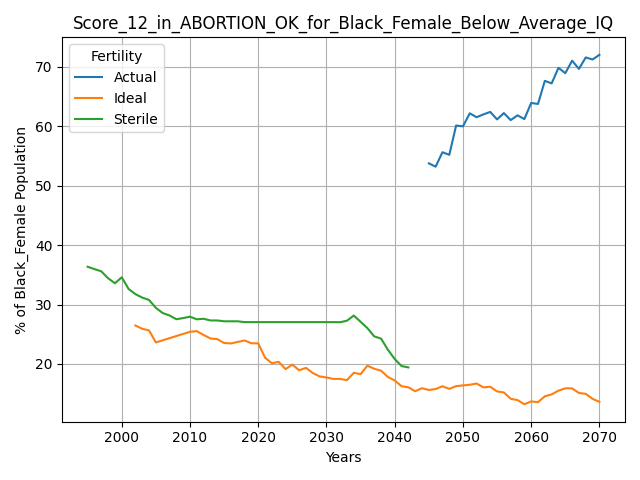 Score_12_in_ABORTION_OK_for_Black_Female_Below_Average_IQ
Fertility
Actual
Ideal
Sterile
% of Black_Female Population
70
60
50
40
30
20
2000 2010 2020 2030 2040 2050 2060 2070
Years